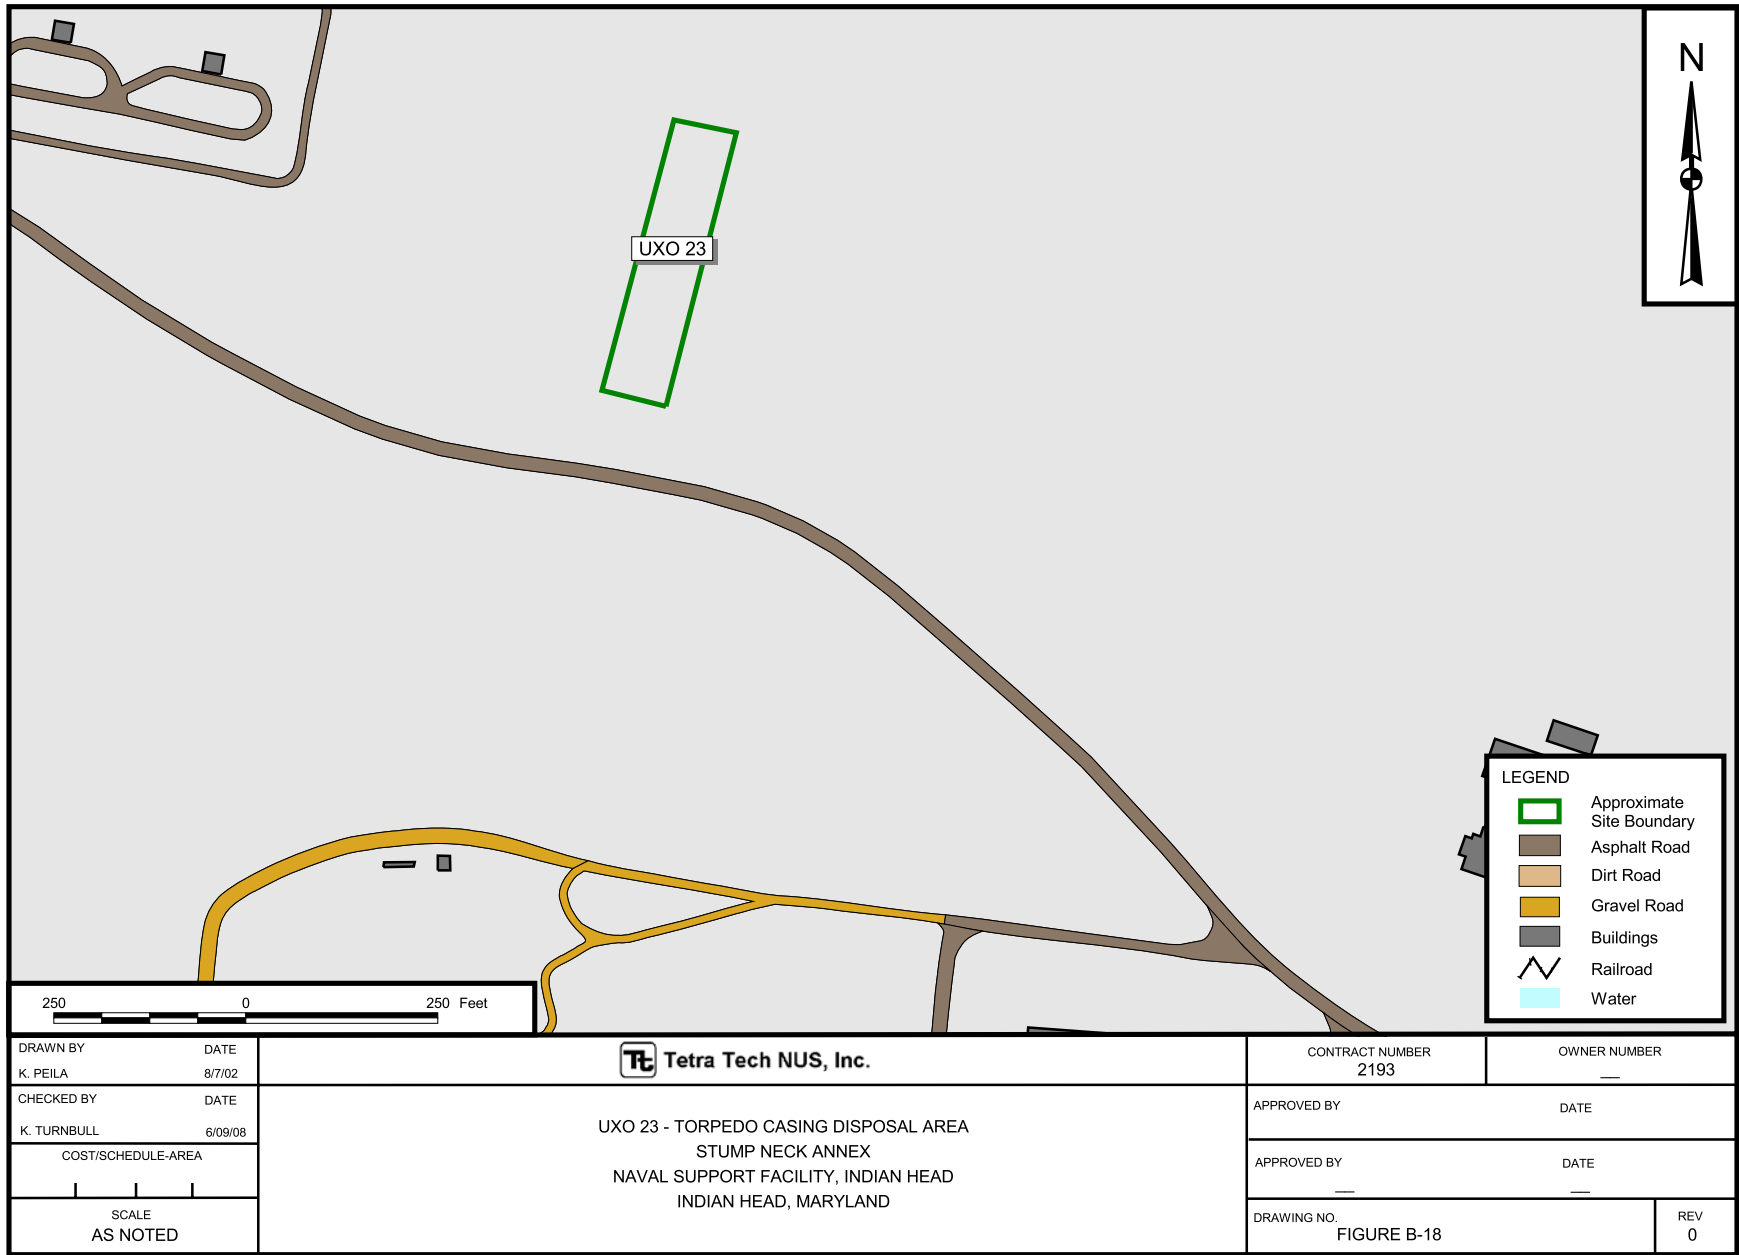 N
UXO 23
LEGEND
Approximate
Site Boundary
Asphalt Road
Dirt Road
Gravel Road
Buildings
Railroad
Water
250 0 250 Feet
DRAWN BY DATE
K. PEILA 8/7/02
CHECKED BY DATE
K. TURNBULL 6/09/08
COST/SCHEDULE-AREA
SCALE
AS NOTED
Tt Tetra Tech NUS, Inc.
UXO 23 - TORPEDO CASING DISPOSAL AREA
STUMP NECK ANNEX
NAVAL SUPPORT FACILITY, INDIAN HEAD
INDIAN HEAD, MARYLAND
CONTRACT NUMBER
2193
OWNER NUMBER
__
APPROVED BY DATE
APPROVED BY DATE
__ __
DRAWING NO.
FIGURE B-18
REV
0